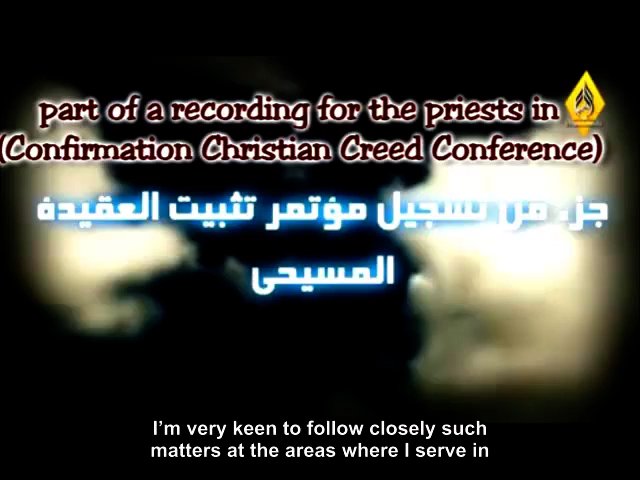 part of a recording for the priests in
(Confirmation Christian Creed Conference)
جزء من تسجيل مؤتمر تثبيت العقيدة
المسيحى
I'm very keen to follow closely such
matters at the areas where I serve in